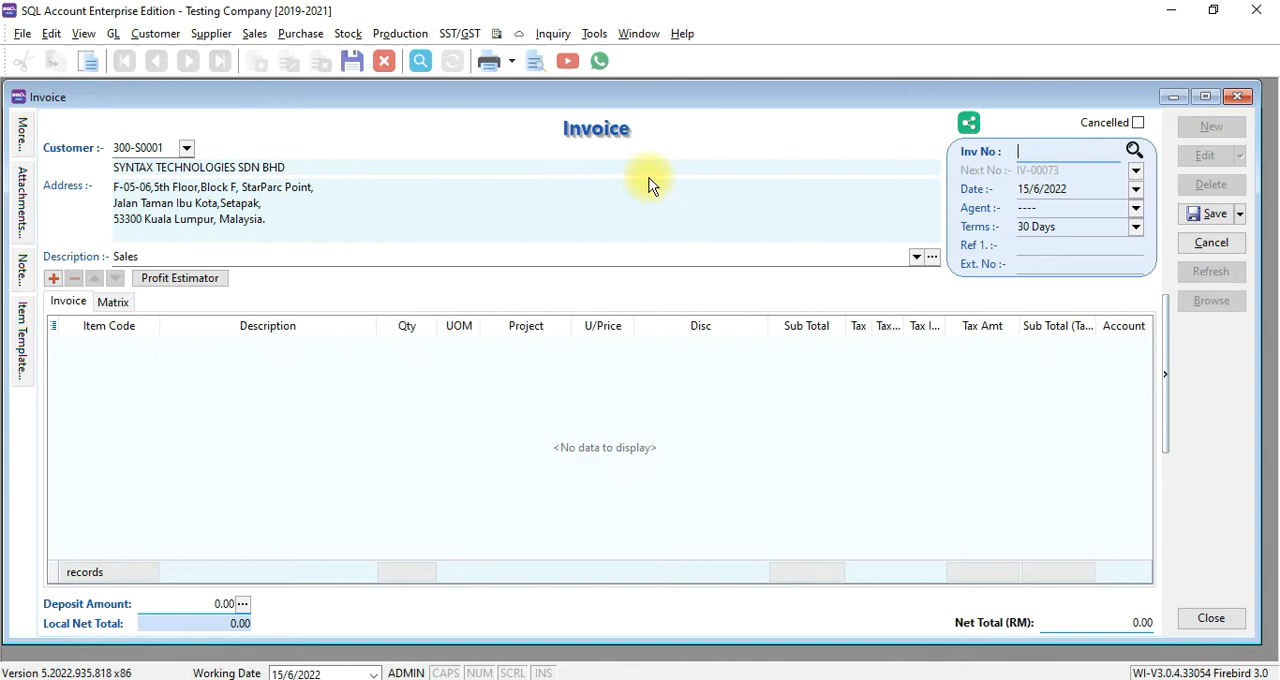 SQL Account Enterprise Edition - Testing Company [2019-2021]
File Edit View GL Customer Supplier Sales Purchase Stock Production SST/GST Inquiry Tools Window Help
Invoice
More...
Attachments...
Note...
Item Template...
Invoice
Customer :- 300-S0001
SYNTAX TECHNOLOGIES SDN BHD
Address :- F-05-06,5th Floor,Block F, StarParc Point,
Jalan Taman Ibu Kota,Setapak,
53300 Kuala Lumpur, Malaysia.
Description :- Sales
Cancelled
Inv No :
Next No :- IV-00073
Date :- 15/6/2022
Agent :- ----
Terms :- 30 Days
Ref 1. :-
Ext. No :-
New
Edit
Delete
Save
Cancel
Refresh
Browse
Profit Estimator
Invoice Matrix
Item Code Description Qty UOM Project U/Price Disc Sub Total Tax Tax... Tax I... Tax Amt Sub Total (Ta... Account
<No data to display>
records
Deposit Amount: 0.00
Local Net Total: 0.00
Net Total (RM): 0.00
Close
Version 5.2022.935.818 x86 Working Date 15/6/2022 ADMIN CAPS NUM SCRL INS WI-V3.0.4.33054 Firebird 3.0